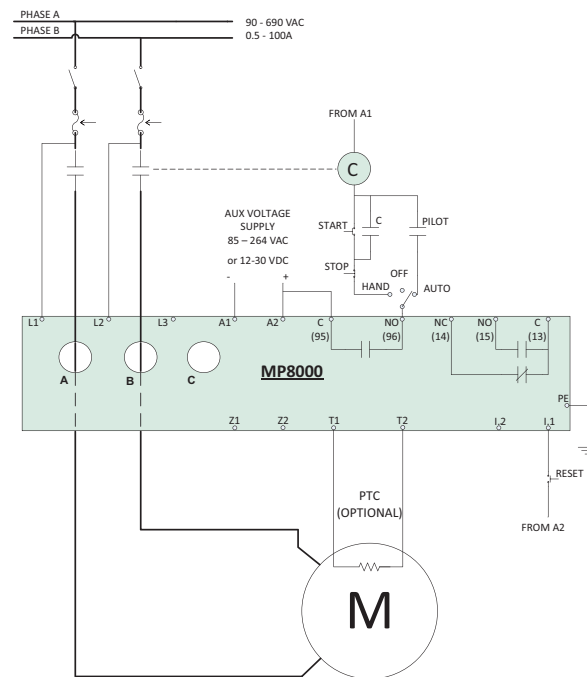 PHASE A
PHASE B
90 - 690 VAC
0.5 - 100A
FROM A1
C
AUX VOLTAGE
SUPPLY
85 – 264 VAC
or 12-30 VDC
- +
START
C
PILOT
STOP
OFF
HAND
AUTO
L1 L2 L3 A1 A2 C NO NC NO C
(95) (96) (14) (15) (13)
A B C
MP8000
PE
Z1 Z2 T1 T2 I.2 I.1
RESET
PTC
(OPTIONAL)
FROM A2
M